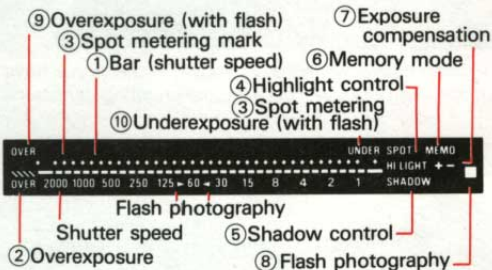 ⑨Overexposure (with flash)
⑦Exposure
compensation
③Spot metering mark
①Bar (shutter speed)
⑥Memory mode
④Highlight control
③Spot metering
⑩Underexposure (with flash)
OVER UNDER SPOT MEMO
HI LIGHT + −
OVER 2000 1000 500 250 125 ► 60 ◄ 30 15 8 4 2 1 SHADOW
Flash photography
Shutter speed
⑤Shadow control
②Overexposure
⑧Flash photography